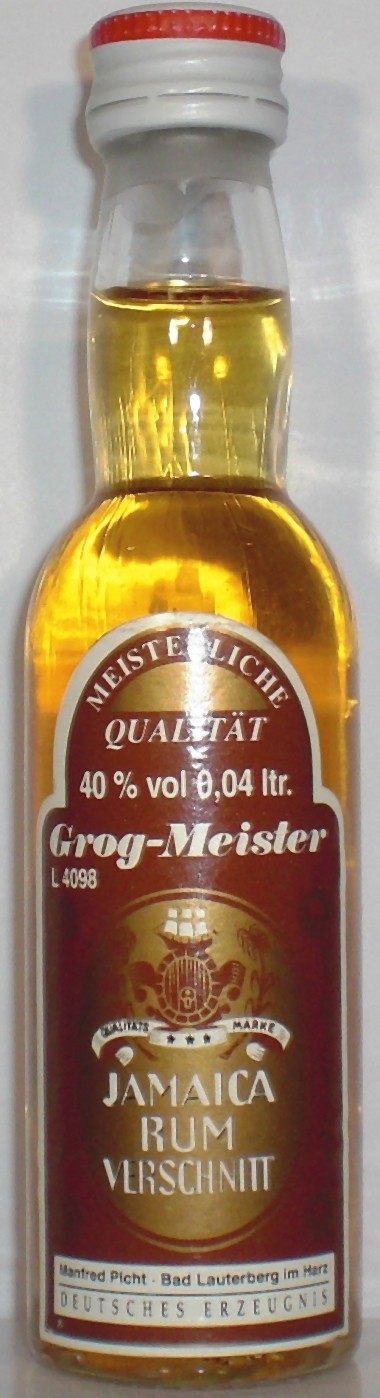 MEISTERLICHE
QUALITÄT
40 % vol 0,04 ltr.
Grog-Meister
L 4098
QUALITÄTS MARKE
JAMAICA
RUM
VERSCHNITT
Manfred Picht · Bad Lauterberg im Harz
DEUTSCHES ERZEUGNIS